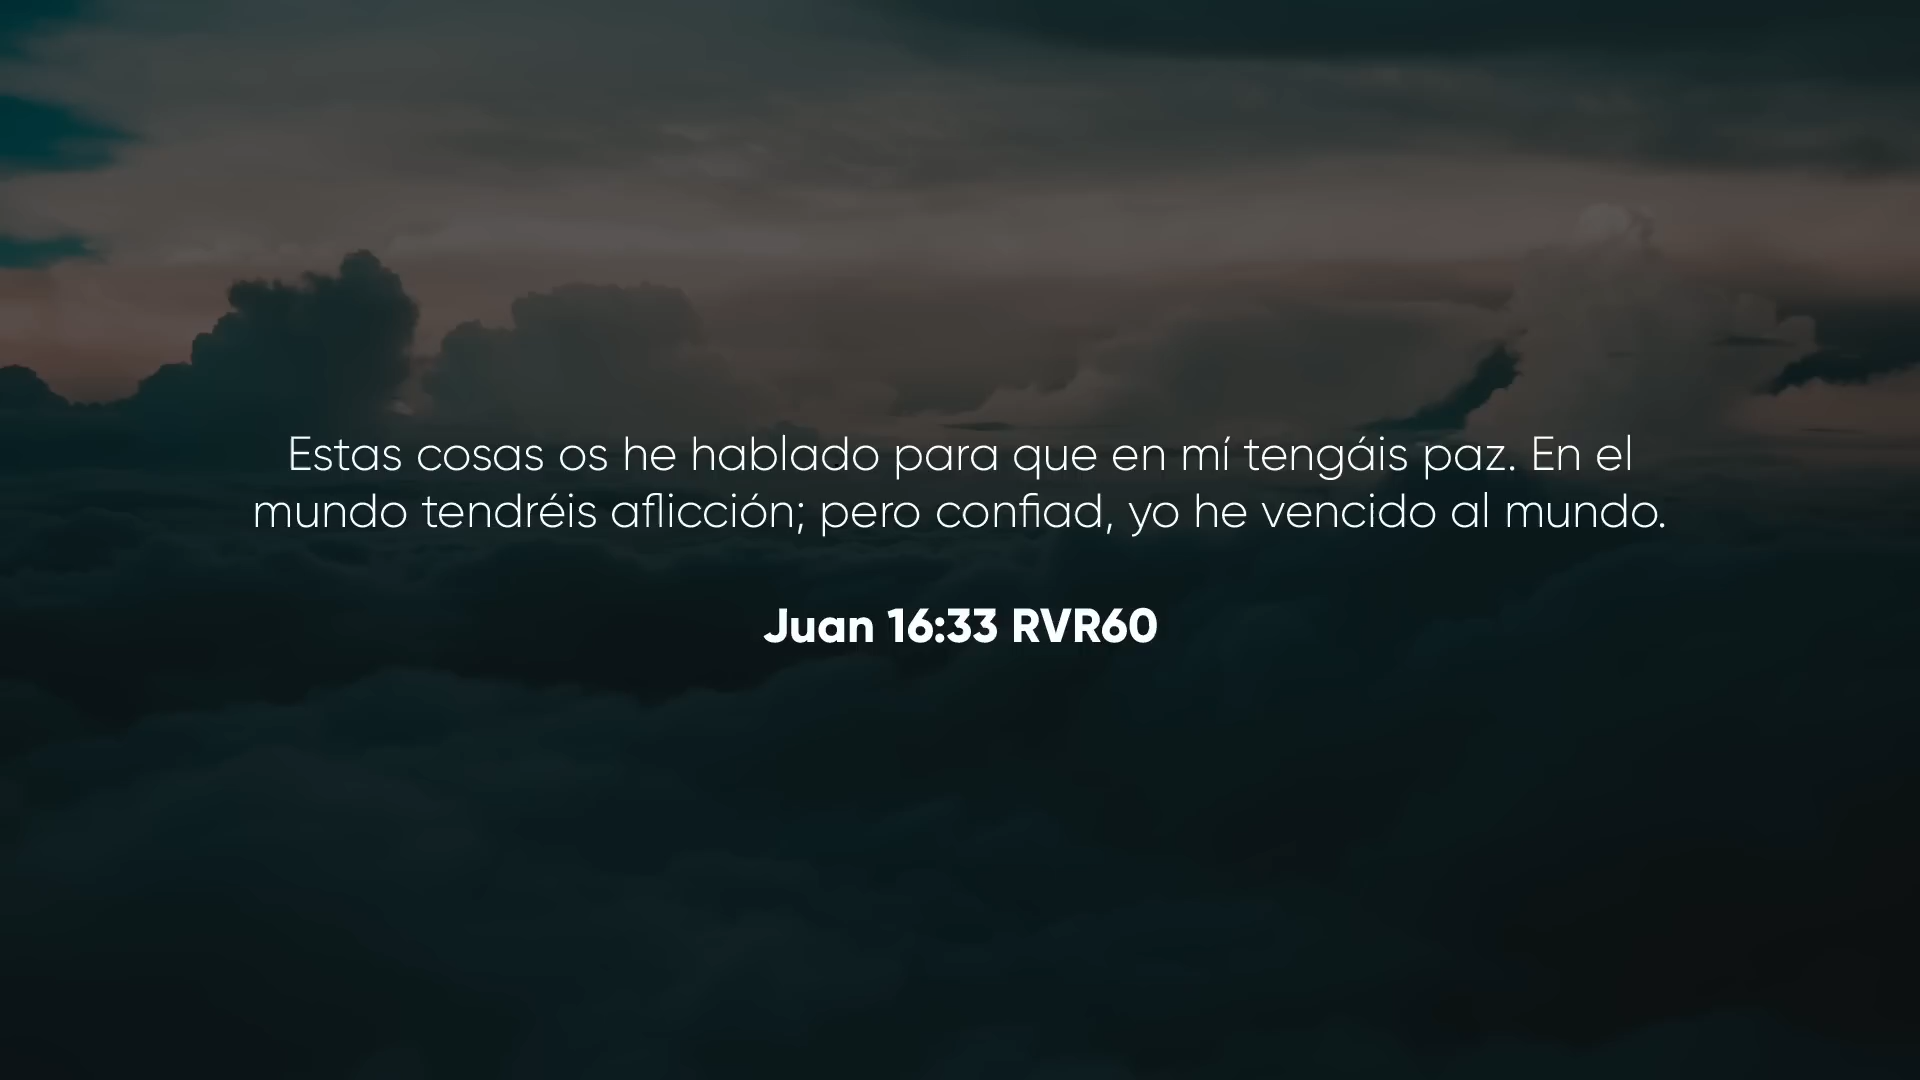 Estas cosas os he hablado para que en mí tengáis paz. En el
mundo tendréis aflicción; pero confiad, yo he vencido al mundo.
Juan 16:33 RVR60